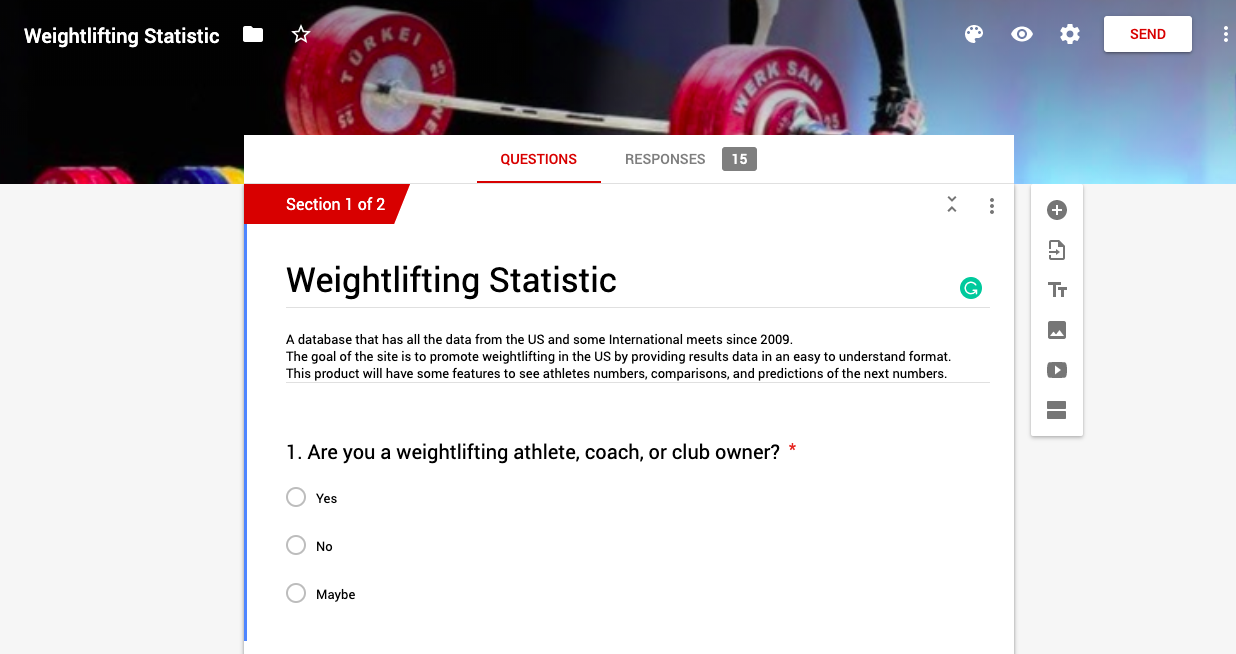 Weightlifting Statistic
SEND
TÜRKEI
25
25
WERK SAN
25
QUESTIONS
RESPONSES 15
Section 1 of 2
Weightlifting Statistic
A database that has all the data from the US and some International meets since 2009.
The goal of the site is to promote weightlifting in the US by providing results data in an easy to understand format.
This product will have some features to see athletes numbers, comparisons, and predictions of the next numbers.
1. Are you a weightlifting athlete, coach, or club owner? *
Yes
No
Maybe